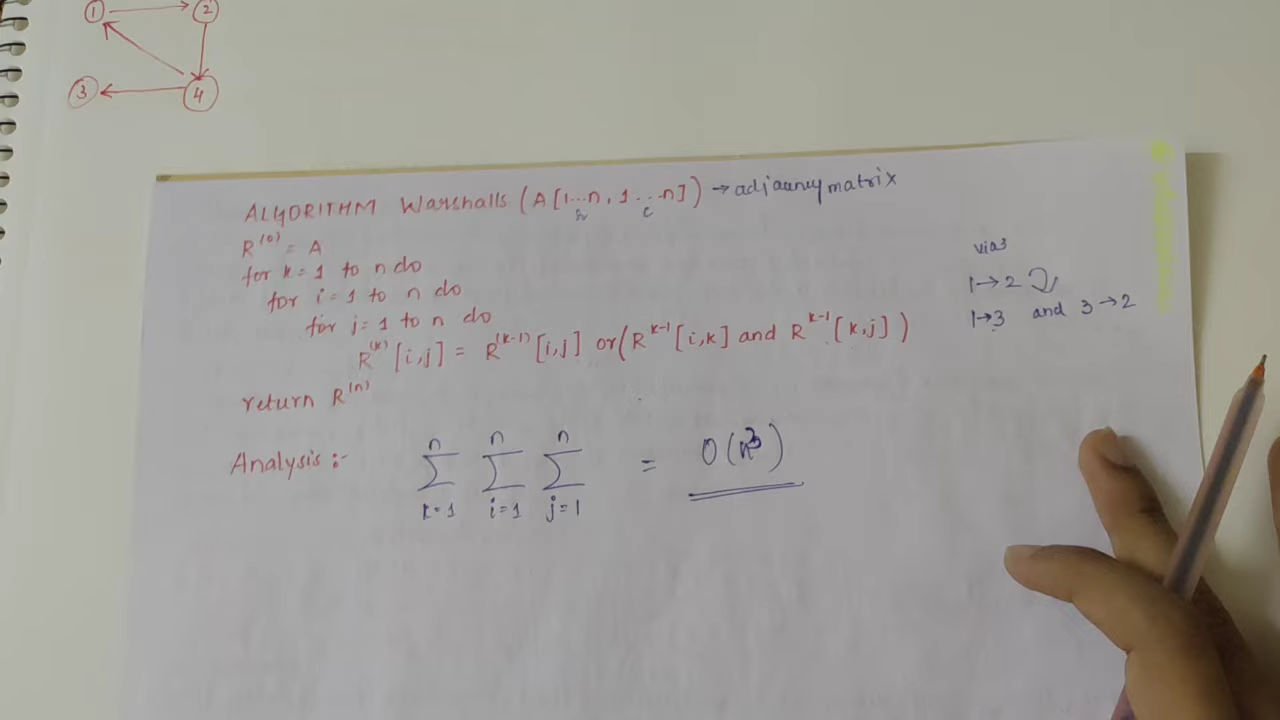 1 2
3 4
ALGORITHM Warshalls (A[1...n, 1...n]) → adjacency matrix
r c
R^(0) = A
for k = 1 to n do
for i = 1 to n do
for j = 1 to n do
R^(k) [i,j] = R^(k-1) [i,j] or (R^k-1 [i,k] and R^k-1 [k,j])
return R^(n)
via 3
1→2
1→3 and 3→2
Analysis :-
n n n
Σ Σ Σ = O(n^3)
k=1 i=1 j=1